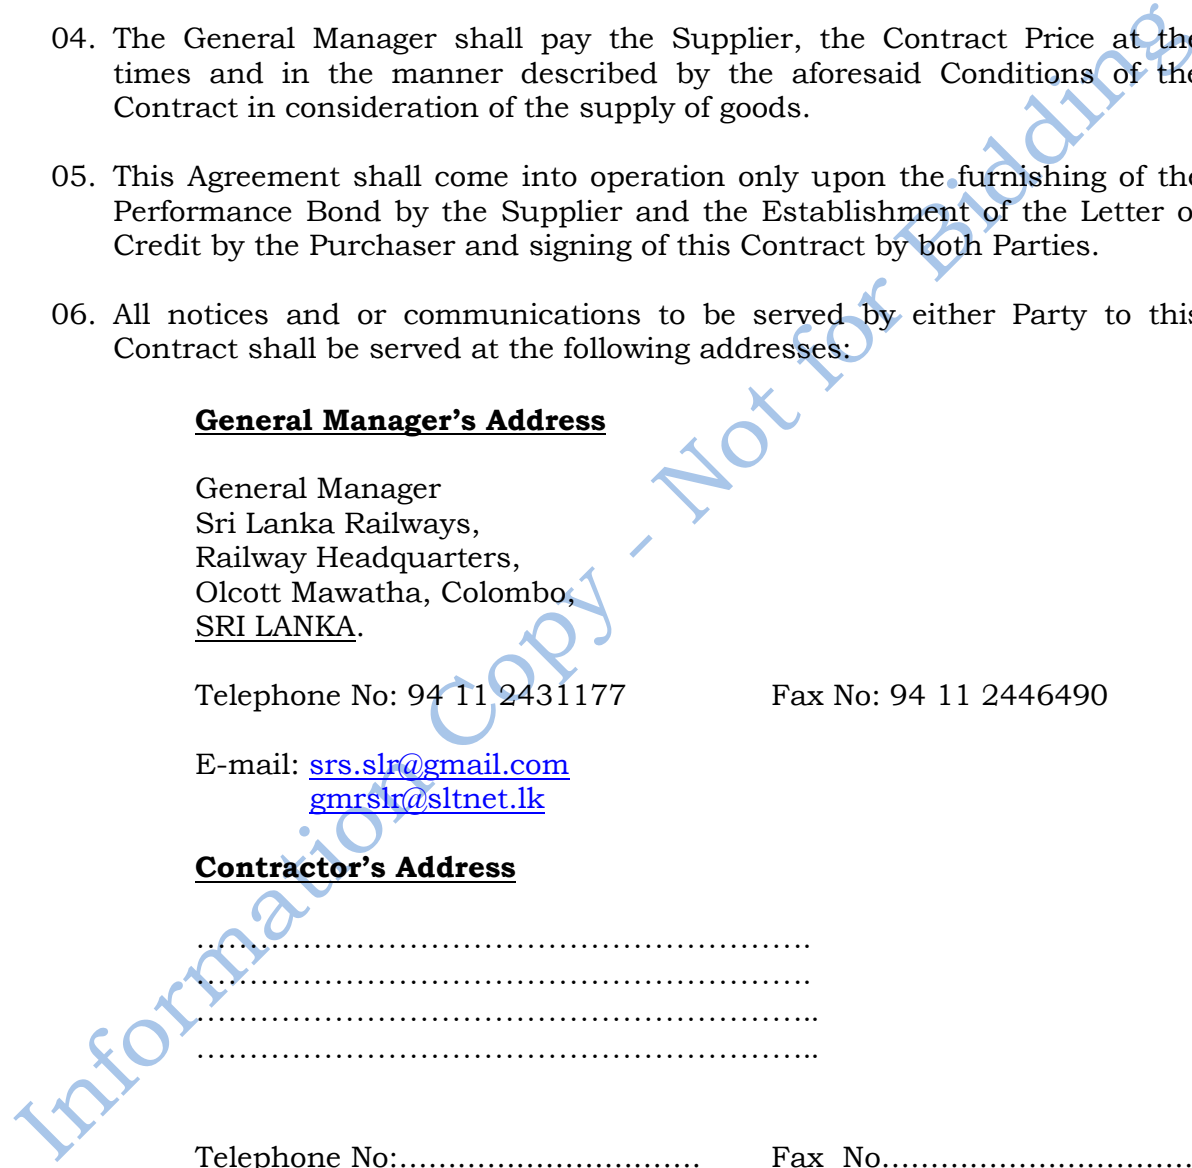 04. The General Manager shall pay the Supplier, the Contract Price at the
times and in the manner described by the aforesaid Conditions of the
Contract in consideration of the supply of goods.
05. This Agreement shall come into operation only upon the furnishing of the
Performance Bond by the Supplier and the Establishment of the Letter of
Credit by the Purchaser and signing of this Contract by both Parties.
06. All notices and or communications to be served by either Party to this
Contract shall be served at the following addresses:
General Manager’s Address
General Manager
Sri Lanka Railways,
Railway Headquarters,
Olcott Mawatha, Colombo,
SRI LANKA.
Telephone No: 94 11 2431177 Fax No: 94 11 2446490
E-mail: srs.slr@gmail.com
gmrslr@sltnet.lk
Contractor’s Address
…………………………………………………………….
…………………………………………………………….
……………………………………………………………..
……………………………………………………………..
Telephone No:................................ Fax No.................................
Information Copy - Not for Bidding